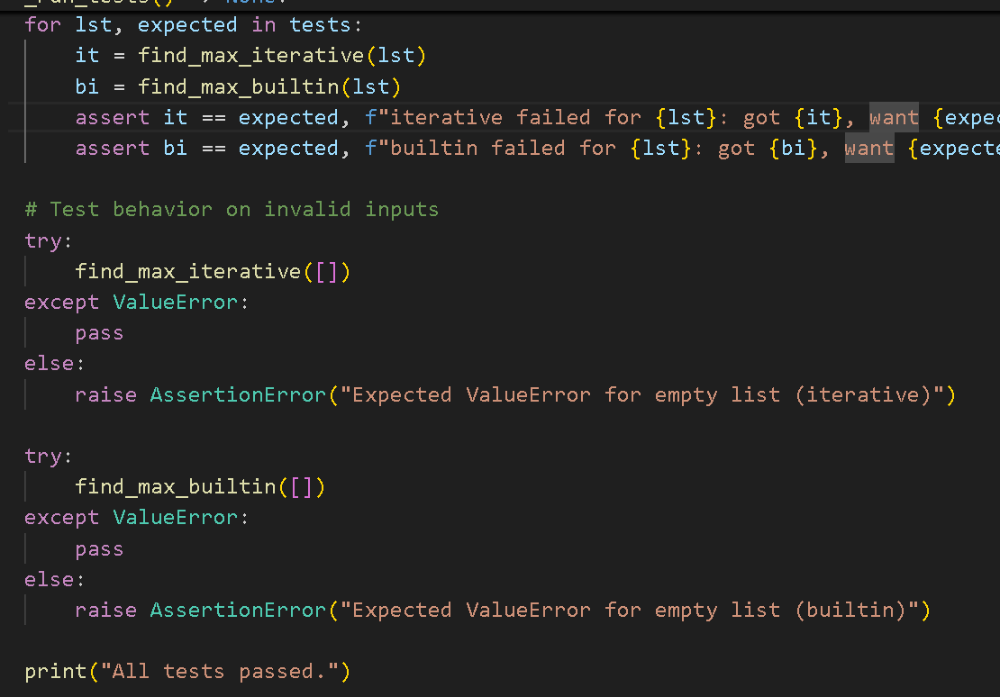 for lst, expected in tests:
    it = find_max_iterative(lst)
    bi = find_max_builtin(lst)
    assert it == expected, f"iterative failed for {lst}: got {it}, want {expec
    assert bi == expected, f"builtin failed for {lst}: got {bi}, want {expecte
# Test behavior on invalid inputs
try:
    find_max_iterative([])
except ValueError:
    pass
else:
    raise AssertionError("Expected ValueError for empty list (iterative)")
try:
    find_max_builtin([])
except ValueError:
    pass
else:
    raise AssertionError("Expected ValueError for empty list (builtin)")
print("All tests passed.")